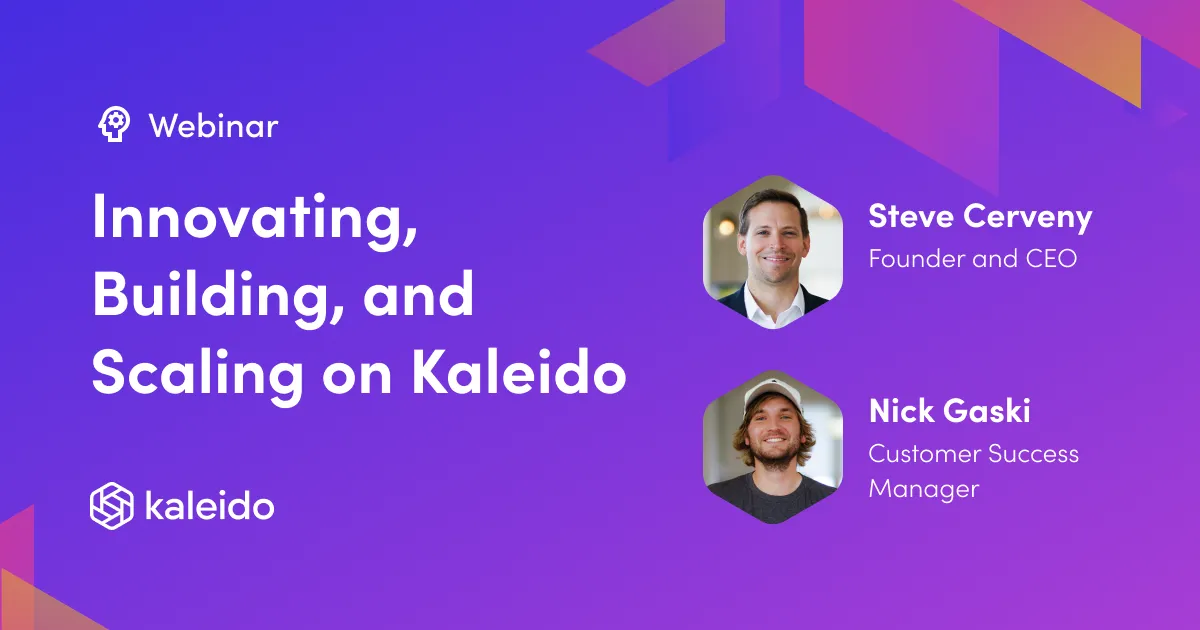 Webinar
Innovating,
Building, and
Scaling on Kaleido
kaleido
Steve Cerveny
Founder and CEO
Nick Gaski
Customer Success
Manager